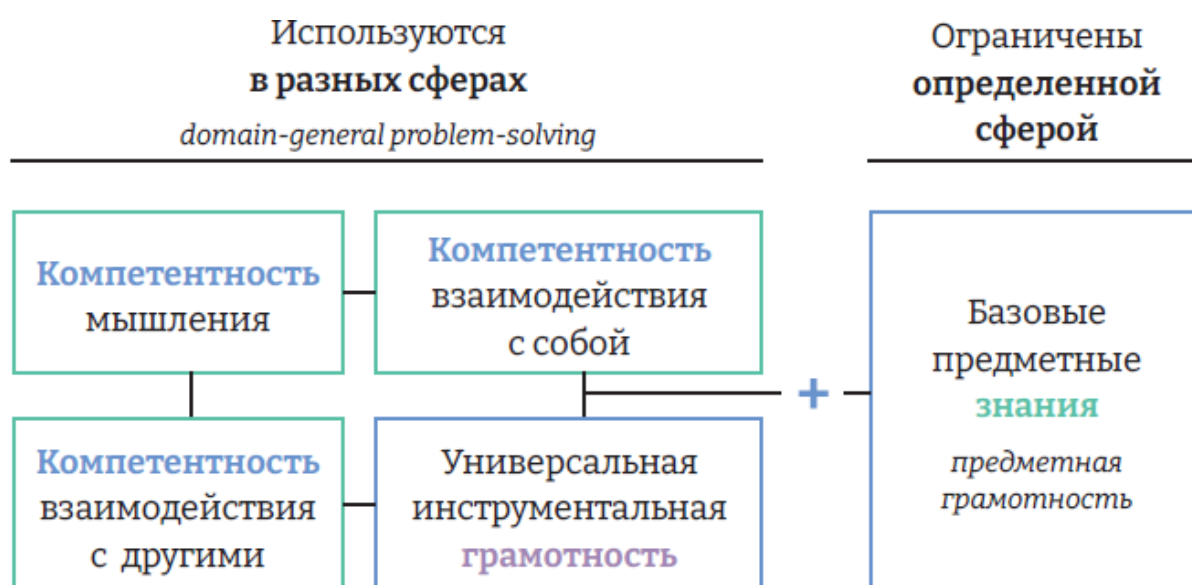 Используются
в разных сферах
domain-general problem-solving
Ограничены
определенной
сферой
Компетентность
мышления
Компетентность
взаимодействия
с собой
Компетентность
взаимодействия
с другими
Универсальная
инструментальная
грамотность
+
Базовые
предметные
знания
предметная
грамотность